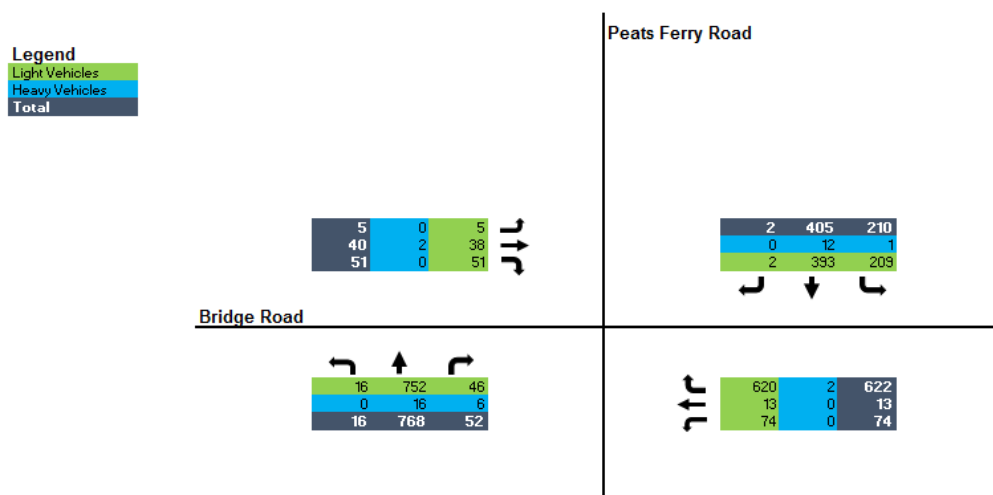 Peats Ferry Road
Legend
Light Vehicles
Heavy Vehicles
Total
5 0 5
40 2 38
51 0 51
2 405 210
0 12 1
2 393 209
Bridge Road
16 752 46
0 16 6
16 768 52
620 2 622
13 0 13
74 0 74